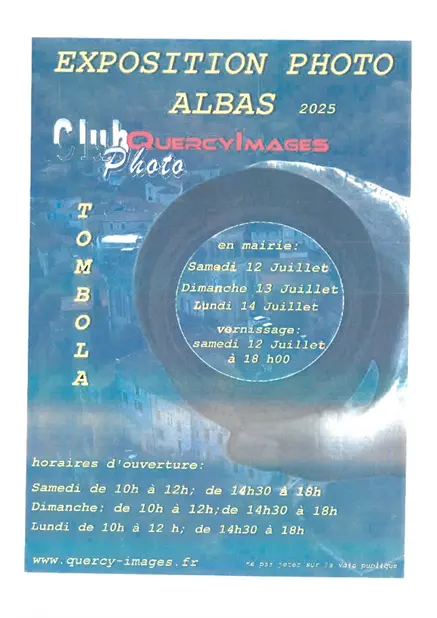 EXPOSITION PHOTO
ALBAS 2025
Club QUERCYIMAGES
Photo
TOMBOLA
en mairie:
Samedi 12 Juillet
Dimanche 13 Juillet
Lundi 14 Juillet
vernissage:
samedi 12 Juillet
à 18 h00
horaires d'ouverture:
Samedi de 10h à 12h; de 14h30 à 18h
Dimanche: de 10h à 12h;de 14h30 à 18h
Lundi de 10h à 12 h; de 14h30 à 18h
www.quercy-images.fr
ne pas jeter sur la voie publique